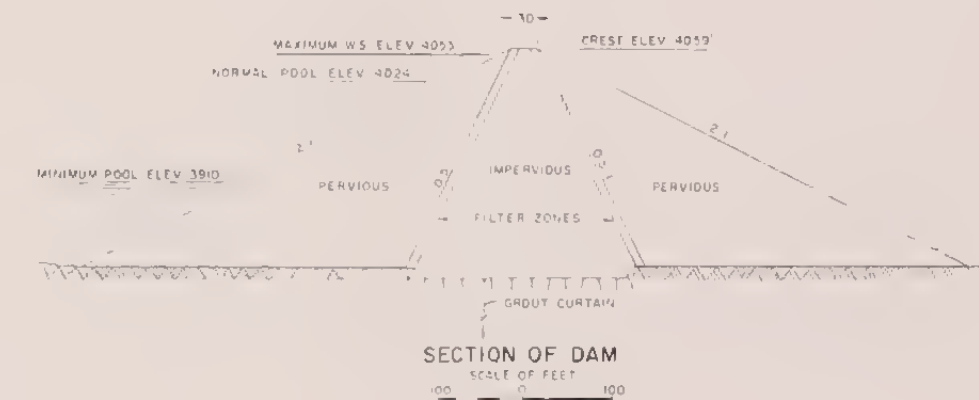 30
MAXIMUM WS ELEV 4053
CREST ELEV 4059'
NORMAL POOL ELEV 4024
2:1
MINIMUM POOL ELEV 3910
PERVIOUS
IMPERVIOUS
PERVIOUS
FILTER ZONES
GROUT CURTAIN
SECTION OF DAM
SCALE OF FEET
100 0 100